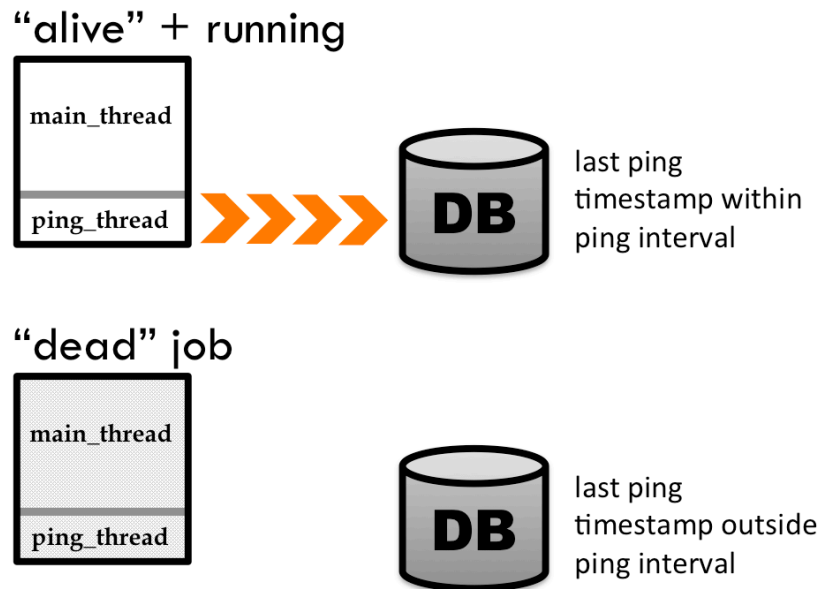 “alive” + running
main_thread
ping_thread
DB
last ping
timestamp within
ping interval
“dead” job
main_thread
ping_thread
DB
last ping
timestamp outside
ping interval